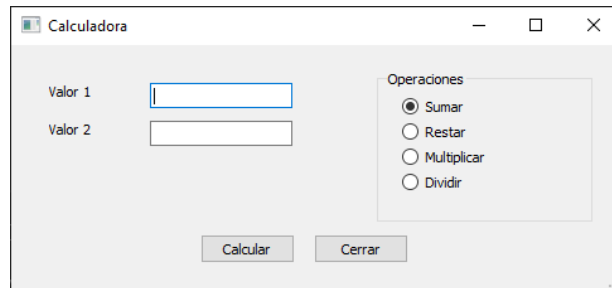 Calculadora
Valor 1
Valor 2
Operaciones
Sumar
Restar
Multiplicar
Dividir
Calcular
Cerrar